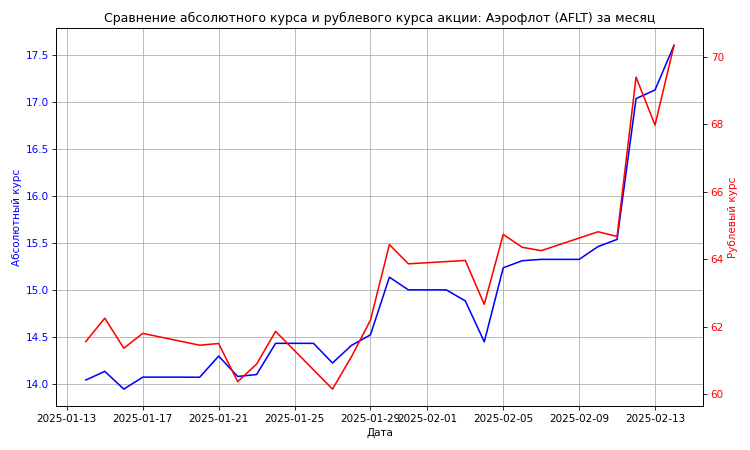 Сравнение абсолютного курса и рублевого курса акции: Аэрофлот (AFLT) за месяц
17.5
17.0
16.5
16.0
15.5
15.0
14.5
14.0
Абсолютный курс
70
68
66
64
62
60
Рублевый курс
2025-01-13 2025-01-17 2025-01-21 2025-01-25 2025-01-29 2025-02-01 2025-02-05 2025-02-09 2025-02-13
Дата